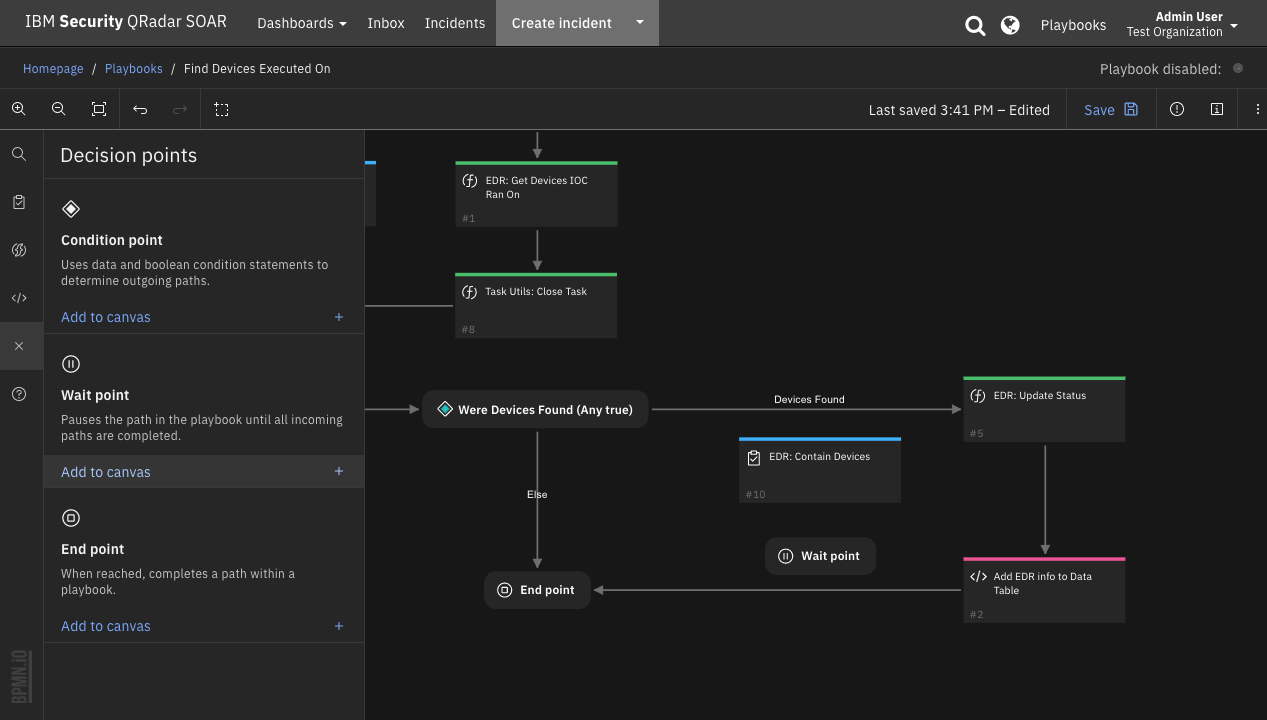 IBM Security QRadar SOAR
Dashboards
Inbox
Incidents
Create incident
Playbooks
Admin User
Test Organization
Homepage / Playbooks / Find Devices Executed On
Playbook disabled:
Last saved 3:41 PM – Edited
Save
Decision points
Condition point
Uses data and boolean condition statements to
determine outgoing paths.
Add to canvas +
Wait point
Pauses the path in the playbook until all incoming
paths are completed.
Add to canvas +
End point
When reached, completes a path within a
playbook.
Add to canvas +
BPMN.iO
EDR: Get Devices IOC
Ran On
#1
Task Utils: Close Task
#8
Were Devices Found (Any true)
Devices Found
EDR: Update Status
#5
EDR: Contain Devices
#10
Else
Wait point
End point
Add EDR info to Data
Table
#2